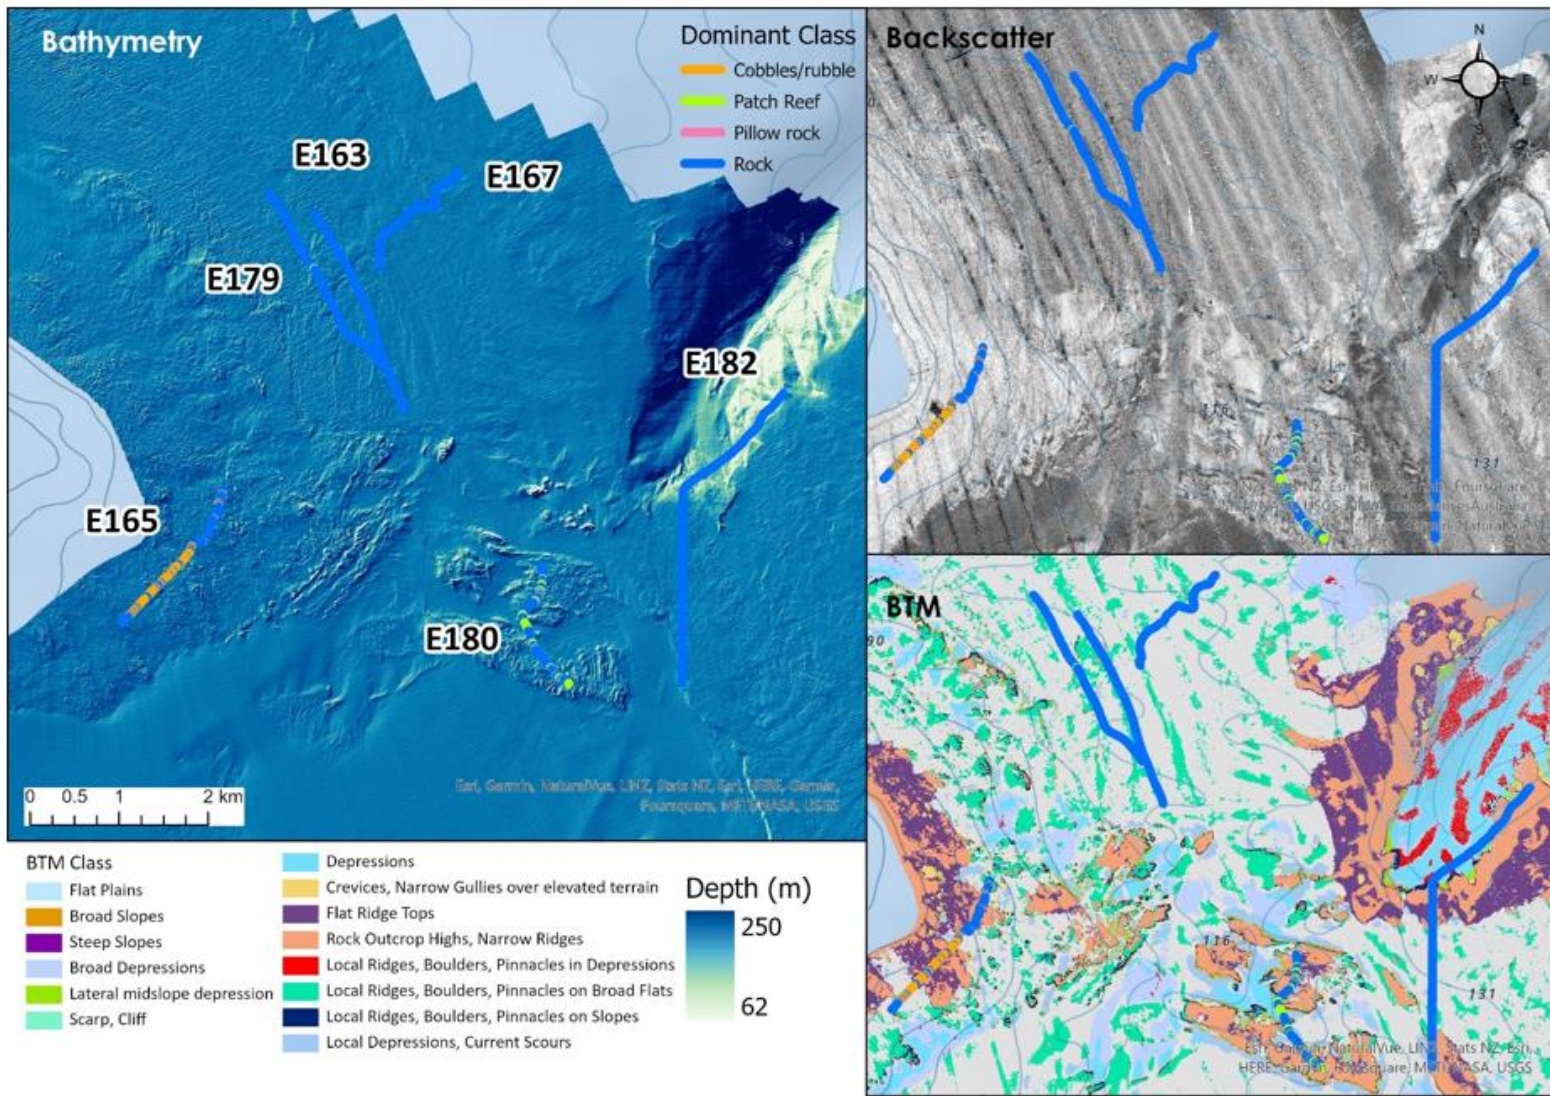 Bathymetry
Dominant Class
Cobbles/rubble
Patch Reef
Pillow rock
Rock
E163
E167
E179
E182
E165
E180
0 0.5 1 2 km
Esri, Garmin, NaturalVue, LINZ, Stats NZ, Esri, HERE, Garmin,
Foursquare, METI/NASA, USGS
Backscatter
N
W E
S
116
131
BTM
90
116
131
Esri, Garmin, NaturalVue, LINZ, Stats NZ, Esri,
HERE, Garmin, Foursquare, METI/NASA, USGS
BTM Class
Flat Plains
Broad Slopes
Steep Slopes
Broad Depressions
Lateral midslope depression
Scarp, Cliff
Depressions
Crevices, Narrow Gullies over elevated terrain
Flat Ridge Tops
Rock Outcrop Highs, Narrow Ridges
Local Ridges, Boulders, Pinnacles in Depressions
Local Ridges, Boulders, Pinnacles on Broad Flats
Local Ridges, Boulders, Pinnacles on Slopes
Local Depressions, Current Scours
Depth (m)
250
62